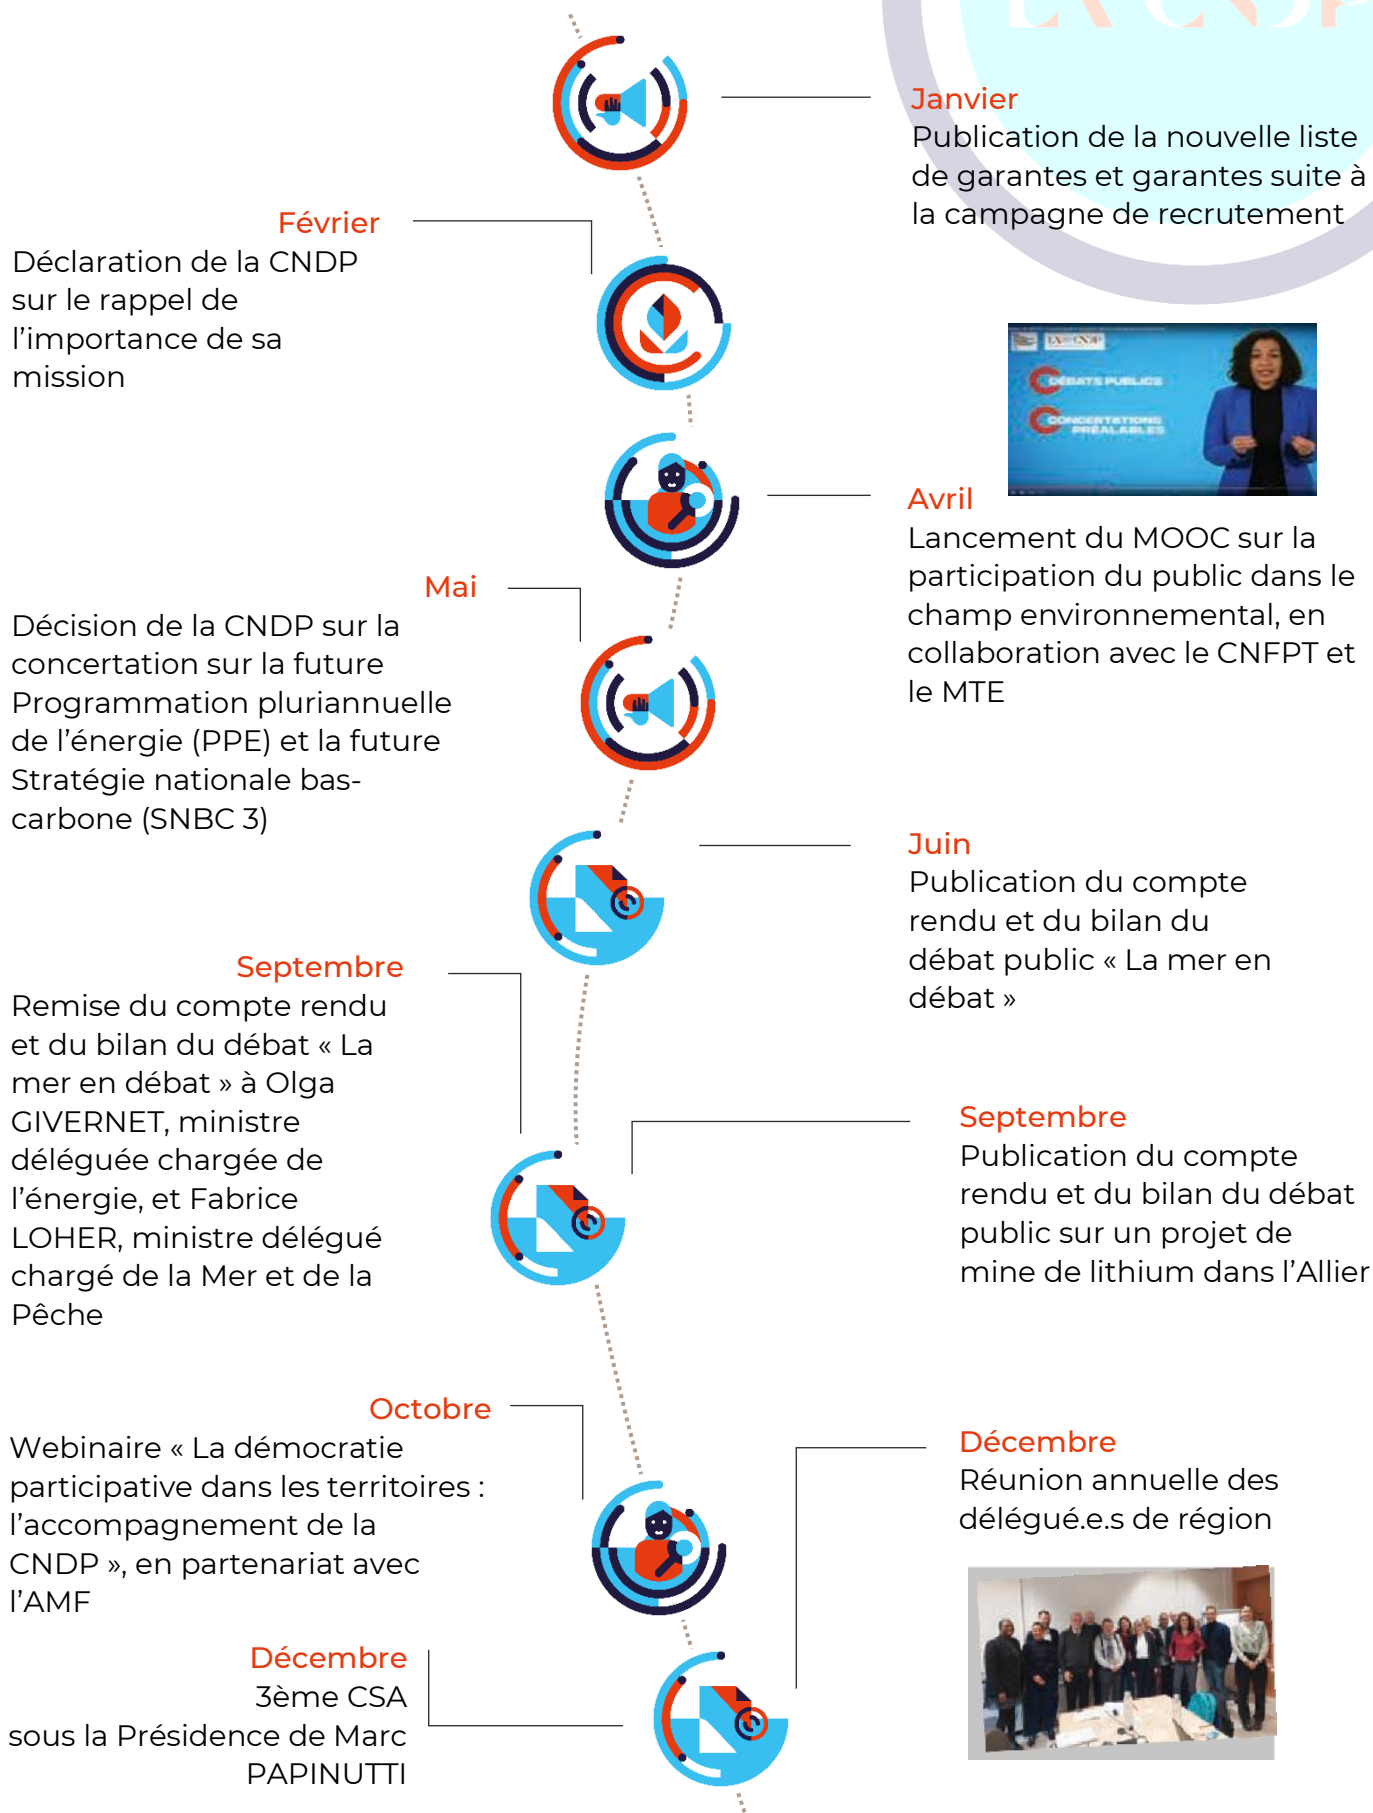 LA CNDP
Janvier
Publication de la nouvelle liste
de garantes et garantes suite à
la campagne de recrutement
Février
Déclaration de la CNDP
sur le rappel de
l’importance de sa
mission
LA CNDP
DÉBATS PUBLICS
CONCERTATIONS
PRÉALABLES
Avril
Lancement du MOOC sur la
participation du public dans le
champ environnemental, en
collaboration avec le CNFPT et
le MTE
Mai
Décision de la CNDP sur la
concertation sur la future
Programmation pluriannuelle
de l’énergie (PPE) et la future
Stratégie nationale bas-
carbone (SNBC 3)
Juin
Publication du compte
rendu et du bilan du
débat public « La mer en
débat »
Septembre
Remise du compte rendu
et du bilan du débat « La
mer en débat » à Olga
GIVERNET, ministre
déléguée chargée de
l’énergie, et Fabrice
LOHER, ministre délégué
chargé de la Mer et de la
Pêche
Septembre
Publication du compte
rendu et du bilan du débat
public sur un projet de
mine de lithium dans l’Allier
Octobre
Webinaire « La démocratie
participative dans les territoires :
l’accompagnement de la
CNDP », en partenariat avec
l’AMF
Décembre
Réunion annuelle des
délégué.e.s de région
Décembre
3ème CSA
sous la Présidence de Marc
PAPINUTTI